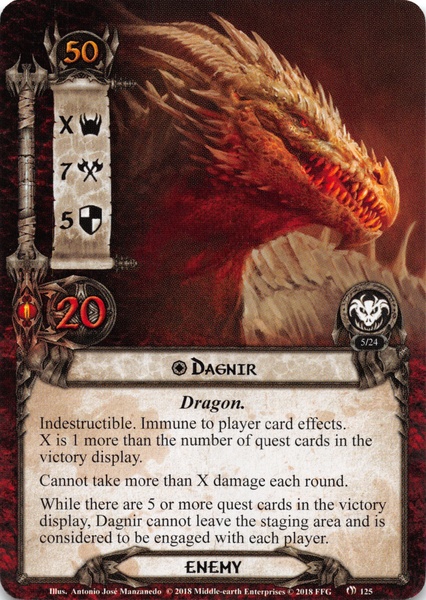 50
X
7
5
20
5/24
Dagnir
Dragon.
Indestructible. Immune to player card effects.
X is 1 more than the number of quest cards in the
victory display.
Cannot take more than X damage each round.
While there are 5 or more quest cards in the victory
display, Dagnir cannot leave the staging area and is
considered to be engaged with each player.
ENEMY
Illus. Antonio José Manzanedo © 2018 Middle-earth Enterprises © 2018 FFG 125